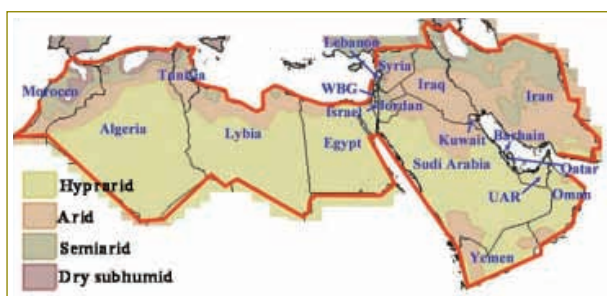 Lebanon
Morocco
Tunisia
Syria
WBG
Iraq
Iran
Jordan
Israel
Algeria
Lybia
Egypt
Kuwait
Barhain
Sudi Arabia
Qatar
UAR
Oman
Yemen
Hyprarid
Arid
Semiarid
Dry subhumid